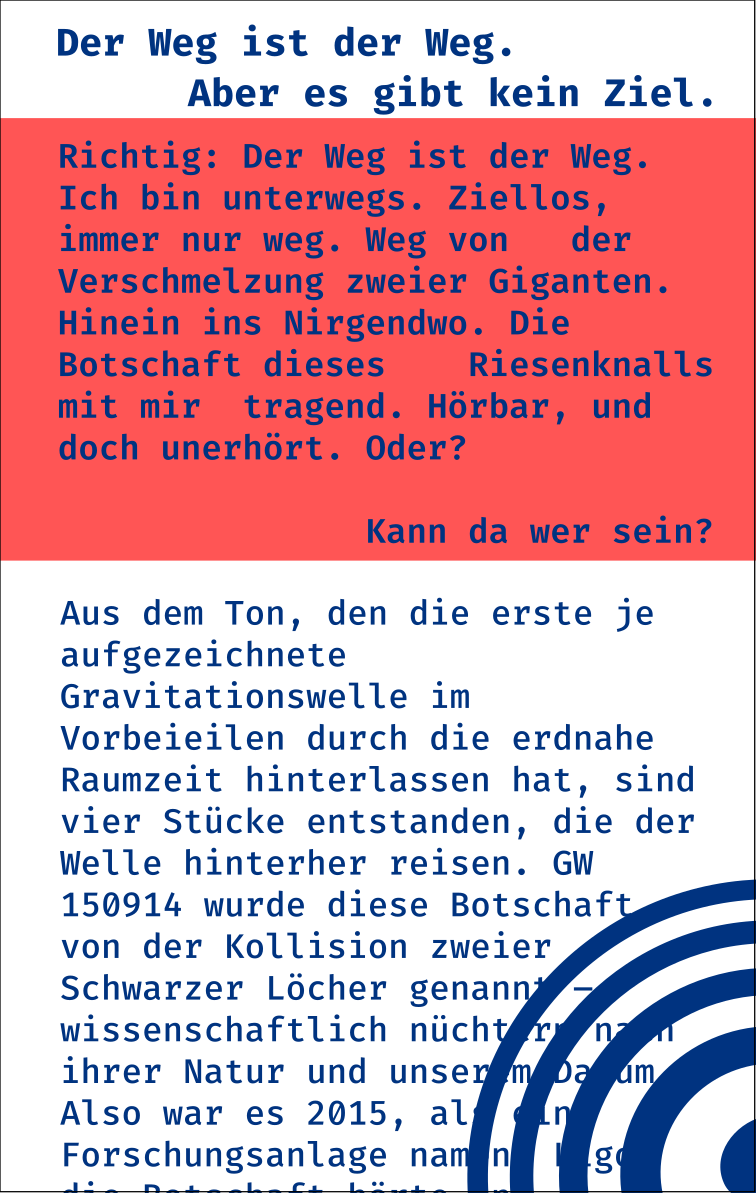 Der Weg ist der Weg.
Aber es gibt kein Ziel.
Richtig: Der Weg ist der Weg.
Ich bin unterwegs. Ziellos,
immer nur weg. Weg von der
Verschmelzung zweier Giganten.
Hinein ins Nirgendwo. Die
Botschaft dieses Riesenknalls
mit mir tragend. Hörbar, und
doch unerhört. Oder?
Kann da wer sein?
Aus dem Ton, den die erste je
aufgezeichnete
Gravitationswelle im
Vorbeieilen durch die erdnahe
Raumzeit hinterlassen hat, sind
vier Stücke entstanden, die der
Welle hinterher reisen. GW
150914 wurde diese Botschaft
von der Kollision zweier
Schwarzer Löcher genannt –
wissenschaftlich nüchtern nach
ihrer Natur und unserem Datum
Also war es 2015, als
Forschungsanlage namens
die Botschaft hörte